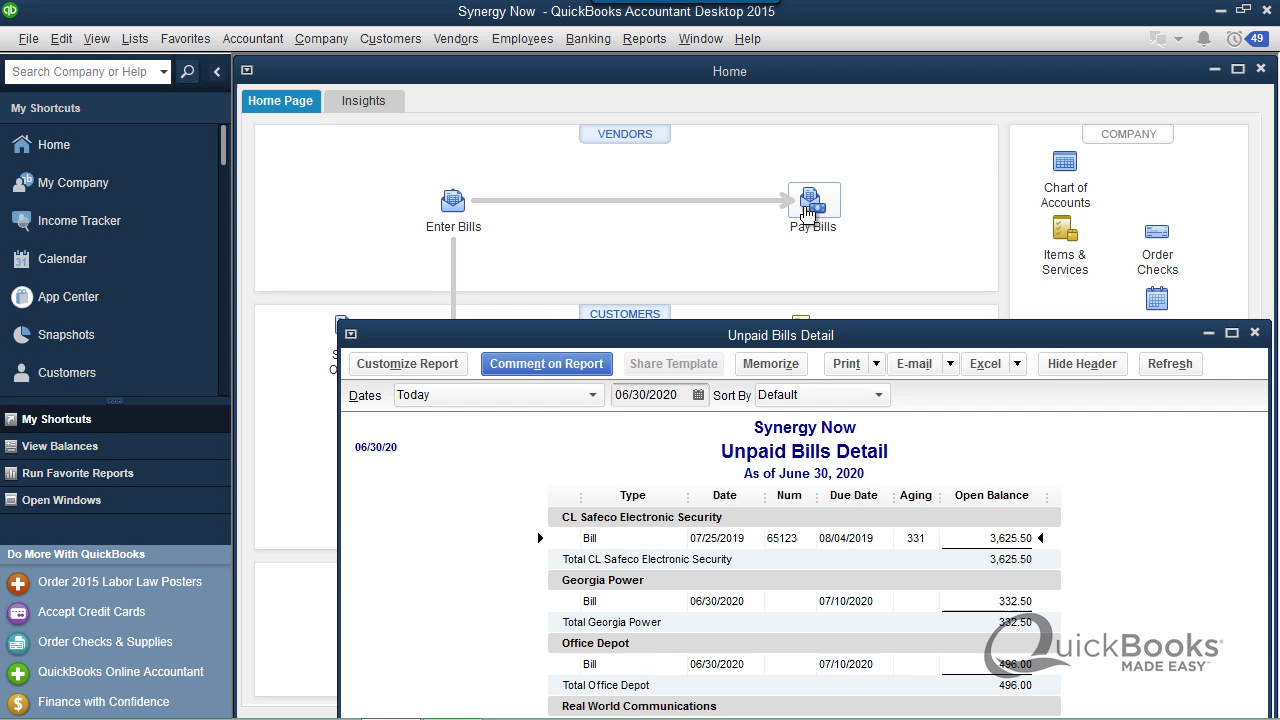 Synergy Now - QuickBooks Accountant Desktop 2015
File Edit View Lists Favorites Accountant Company Customers Vendors Employees Banking Reports Window Help
49
Search Company or Help
Home
Home Page Insights
My Shortcuts
Home
My Company
Income Tracker
Calendar
App Center
Snapshots
Customers
My Shortcuts
View Balances
Run Favorite Reports
Open Windows
Do More With QuickBooks
Order 2015 Labor Law Posters
Accept Credit Cards
Order Checks & Supplies
QuickBooks Online Accountant
Finance with Confidence
VENDORS
Enter Bills
Pay Bills
COMPANY
Chart of
Accounts
Items &
Services
Order
Checks
CUSTOMERS
S
O
Unpaid Bills Detail
Customize Report Comment on Report Share Template Memorize Print E-mail Excel Hide Header Refresh
Dates Today 06/30/2020 Sort By Default
Synergy Now
06/30/20
Unpaid Bills Detail
As of June 30, 2020
Type Date Num Due Date Aging Open Balance
CL Safeco Electronic Security
Bill 07/25/2019 65123 08/04/2019 331 3,625.50
Total CL Safeco Electronic Security 3,625.50
Georgia Power
Bill 06/30/2020 07/10/2020 332.50
Total Georgia Power 332.50
Office Depot
Bill 06/30/2020 07/10/2020 496.00
Total Office Depot 496.00
Real World Communications
QuickBooks
MADE EASY™